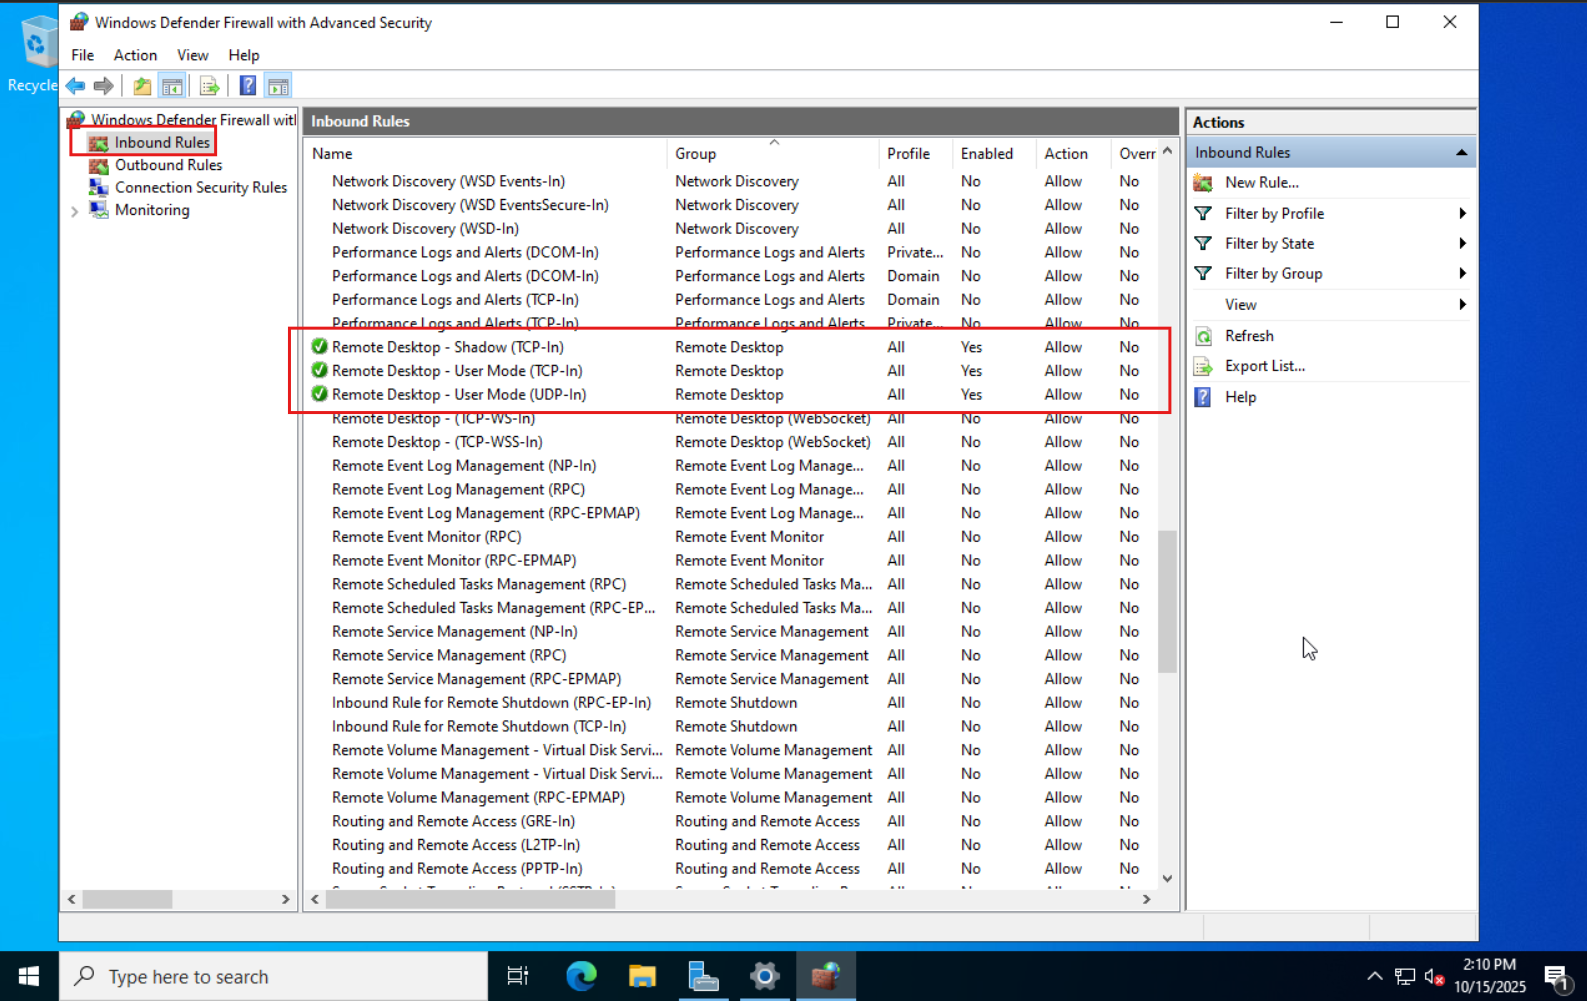 Recycle
Windows Defender Firewall with Advanced Security
File Action View Help
Windows Defender Firewall witl
Inbound Rules
Outbound Rules
Connection Security Rules
Monitoring
Inbound Rules
Name Group Profile Enabled Action Overr
Network Discovery (WSD Events-In) Network Discovery All No Allow No
Network Discovery (WSD EventsSecure-In) Network Discovery All No Allow No
Network Discovery (WSD-In) Network Discovery All No Allow No
Performance Logs and Alerts (DCOM-In) Performance Logs and Alerts Private... No Allow No
Performance Logs and Alerts (DCOM-In) Performance Logs and Alerts Domain No Allow No
Performance Logs and Alerts (TCP-In) Performance Logs and Alerts Domain No Allow No
Performance Logs and Alerts (TCP-In) Performance Logs and Alerts Private... No Allow No
Remote Desktop - Shadow (TCP-In) Remote Desktop All Yes Allow No
Remote Desktop - User Mode (TCP-In) Remote Desktop All Yes Allow No
Remote Desktop - User Mode (UDP-In) Remote Desktop All Yes Allow No
Remote Desktop - (TCP-WS-In) Remote Desktop (WebSocket) All No Allow No
Remote Desktop - (TCP-WSS-In) Remote Desktop (WebSocket) All No Allow No
Remote Event Log Management (NP-In) Remote Event Log Manage... All No Allow No
Remote Event Log Management (RPC) Remote Event Log Manage... All No Allow No
Remote Event Log Management (RPC-EPMAP) Remote Event Log Manage... All No Allow No
Remote Event Monitor (RPC) Remote Event Monitor All No Allow No
Remote Event Monitor (RPC-EPMAP) Remote Event Monitor All No Allow No
Remote Scheduled Tasks Management (RPC) Remote Scheduled Tasks Ma... All No Allow No
Remote Scheduled Tasks Management (RPC-EP... Remote Scheduled Tasks Ma... All No Allow No
Remote Service Management (NP-In) Remote Service Management All No Allow No
Remote Service Management (RPC) Remote Service Management All No Allow No
Remote Service Management (RPC-EPMAP) Remote Service Management All No Allow No
Inbound Rule for Remote Shutdown (RPC-EP-In) Remote Shutdown All No Allow No
Inbound Rule for Remote Shutdown (TCP-In) Remote Shutdown All No Allow No
Remote Volume Management - Virtual Disk Servi... Remote Volume Management All No Allow No
Remote Volume Management - Virtual Disk Servi... Remote Volume Management All No Allow No
Remote Volume Management (RPC-EPMAP) Remote Volume Management All No Allow No
Routing and Remote Access (GRE-In) Routing and Remote Access All No Allow No
Routing and Remote Access (L2TP-In) Routing and Remote Access All No Allow No
Routing and Remote Access (PPTP-In) Routing and Remote Access All No Allow No
Actions
Inbound Rules
New Rule...
Filter by Profile
Filter by State
Filter by Group
View
Refresh
Export List...
Help
Type here to search
2:10 PM
10/15/2025
1